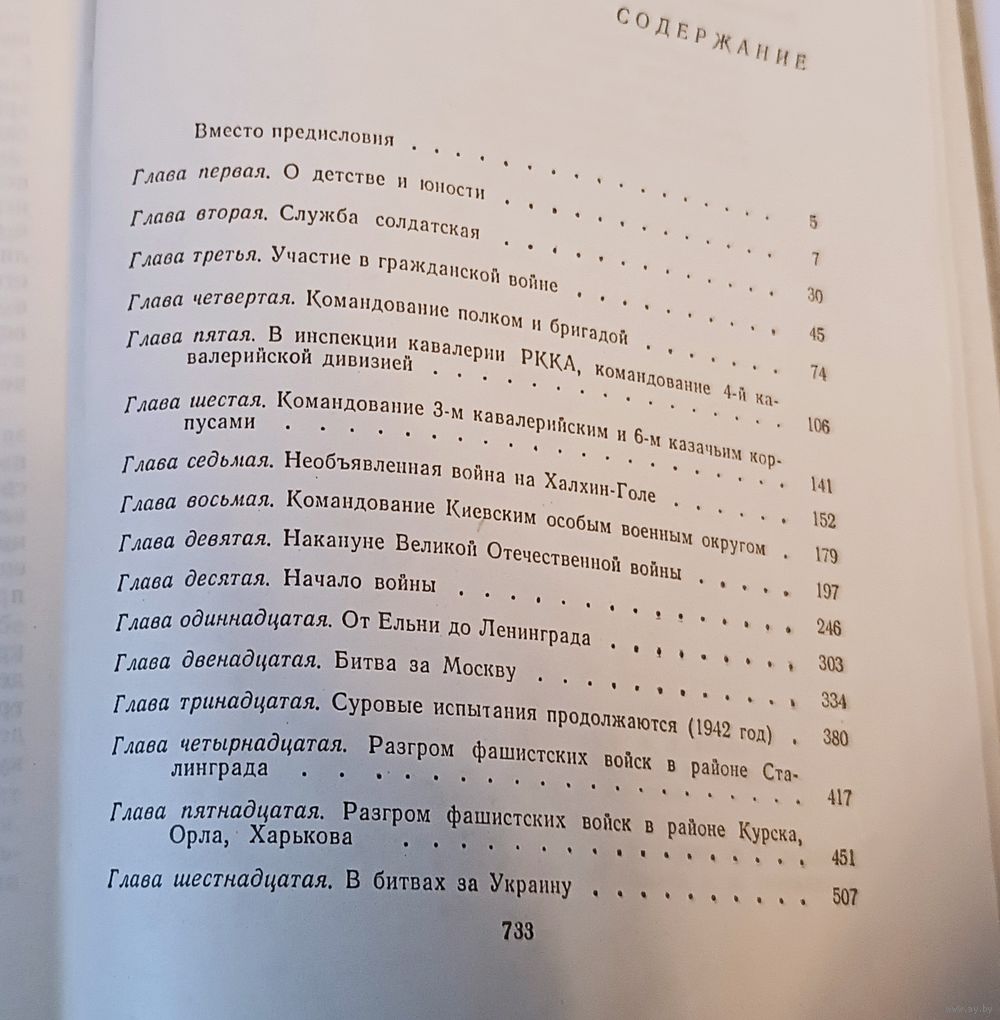 СОДЕРЖАНИЕ
Вместо предисловия . . . . . . . . . . . . . . . . 5
Глава первая. О детстве и юности . . . . . . . . . . . . 7
Глава вторая. Служба солдатская . . . . . . . . . . . . 30
Глава третья. Участие в гражданской войне . . . . . . . . . 45
Глава четвертая. Командование полком и бригадой . . . . . . 74
Глава пятая. В инспекции кавалерии РККА, командование 4-й ка-
валерийской дивизией . . . . . . . . . . . . . . . 106
Глава шестая. Командование 3-м кавалерийским и 6-м казачьим кор-
пусами . . . . . . . . . . . . . . . . . . 141
Глава седьмая. Необъявленная война на Халхин-Голе . . . . . . 152
Глава восьмая. Командование Киевским особым военным округом . 179
Глава девятая. Накануне Великой Отечественной войны . . . . . 197
Глава десятая. Начало войны . . . . . . . . . . . . . 246
Глава одиннадцатая. От Ельни до Ленинграда . . . . . . . . 303
Глава двенадцатая. Битва за Москву . . . . . . . . . . . 334
Глава тринадцатая. Суровые испытания продолжаются (1942 год) . 380
Глава четырнадцатая. Разгром фашистских войск в районе Ста-
линграда . . . . . . . . . . . . . . . . . 417
Глава пятнадцатая. Разгром фашистских войск в районе Курска,
Орла, Харькова . . . . . . . . . . . . . . . 451
Глава шестнадцатая. В битвах за Украину . . . . . . . . . . 507
733
www.ay.by